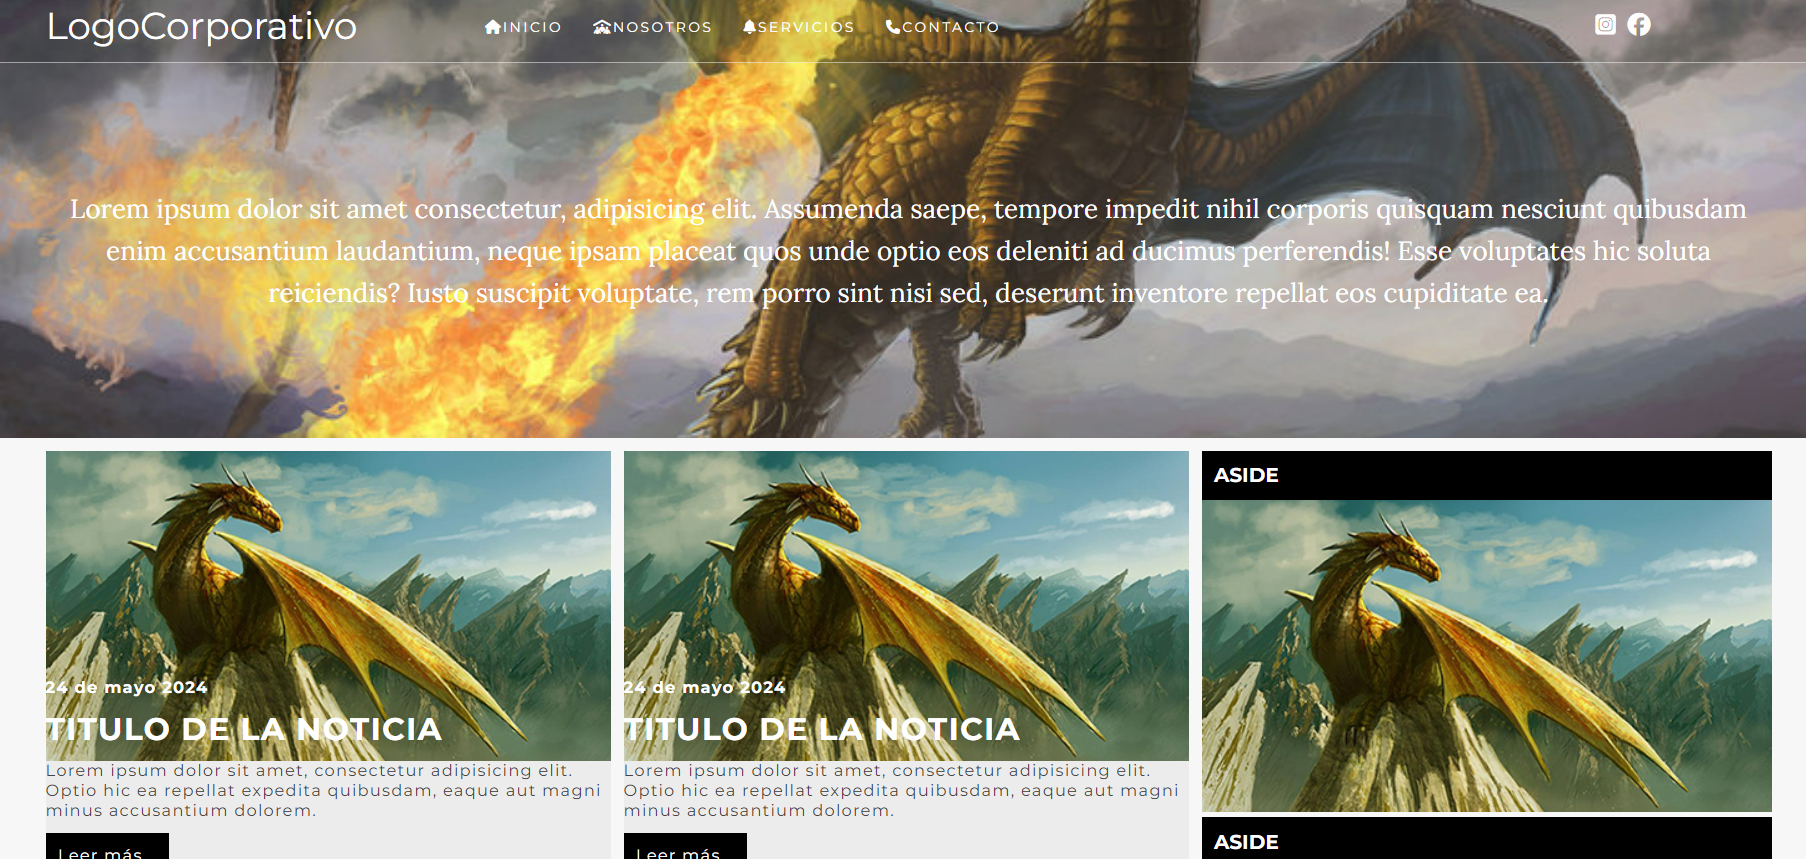 LogoCorporativo
INICIO NOSOTROS SERVICIOS CONTACTO
Lorem ipsum dolor sit amet consectetur, adipisicing elit. Assumenda saepe, tempore impedit nihil corporis quisquam nesciunt quibusdam
enim accusantium laudantium, neque ipsam placeat quos unde optio eos deleniti ad ducimus perferendis! Esse voluptates hic soluta
reiciendis? Iusto suscipit voluptate, rem porro sint nisi sed, deserunt inventore repellat eos cupiditate ea.
24 de mayo 2024
TITULO DE LA NOTICIA
Lorem ipsum dolor sit amet, consectetur adipisicing elit.
Optio hic ea repellat expedita quibusdam, eaque aut magni
minus accusantium dolorem.
Leer más
24 de mayo 2024
TITULO DE LA NOTICIA
Lorem ipsum dolor sit amet, consectetur adipisicing elit.
Optio hic ea repellat expedita quibusdam, eaque aut magni
minus accusantium dolorem.
Leer más
ASIDE
ASIDE